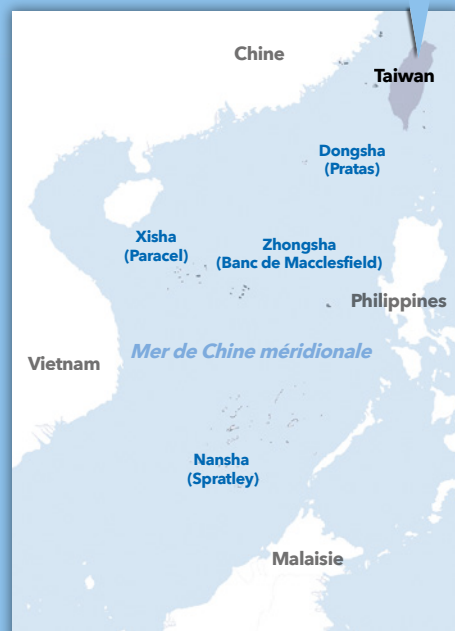 Chine
Taiwan
Dongsha
(Pratas)
Xisha
(Paracel)
Zhongsha
(Banc de Macclesfield)
Philippines
Mer de Chine méridionale
Vietnam
Nansha
(Spratley)
Malaisie